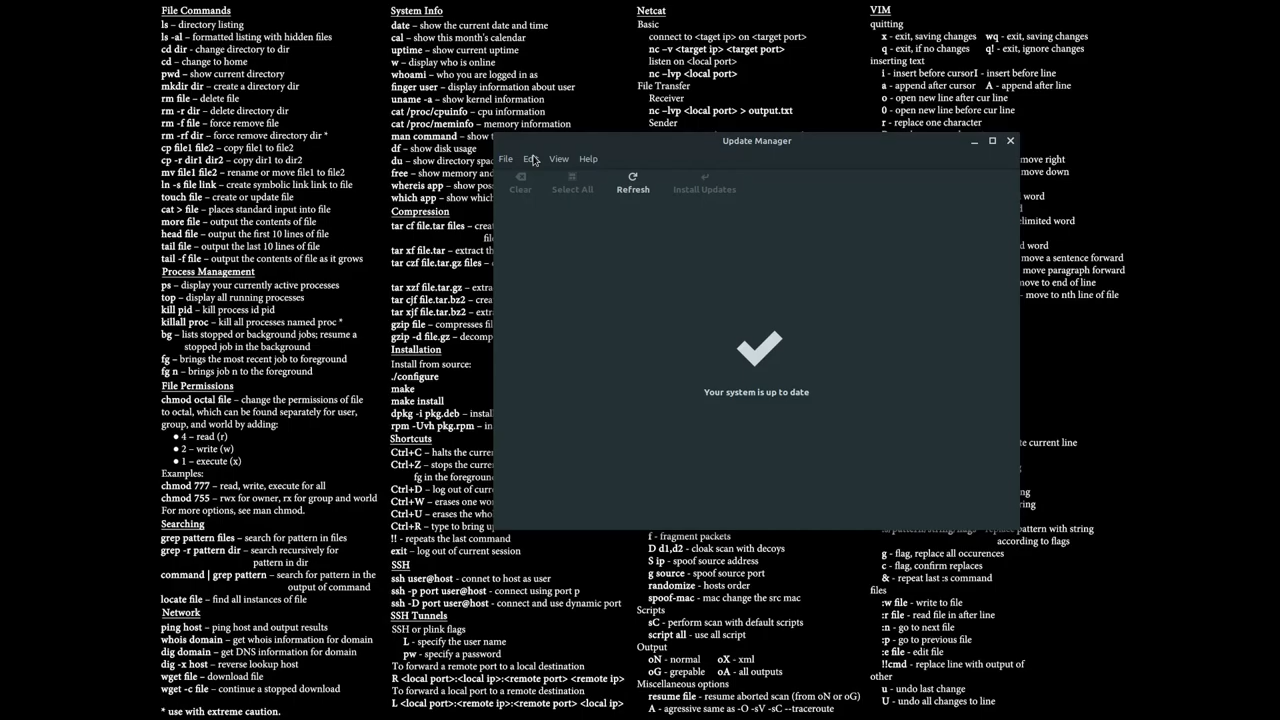 File Commands
ls – directory listing
ls -al – formatted listing with hidden files
cd dir - change directory to dir
cd – change to home
pwd – show current directory
mkdir dir – create a directory dir
rm file – delete file
rm -r dir – delete directory dir
rm -f file – force remove file
rm -rf dir – force remove directory dir *
cp file1 file2 – copy file1 to file2
cp -r dir1 dir2 – copy dir1 to dir2
mv file1 file2 – rename or move file1 to file2
ln -s file link – create symbolic link link to file
touch file – create or update file
cat > file – places standard input into file
more file – output the contents of file
head file – output the first 10 lines of file
tail file – output the last 10 lines of file
tail -f file – output the contents of file as it grows
Process Management
ps – display your currently active processes
top – display all running processes
kill pid – kill process id pid
killall proc – kill all processes named proc *
bg – lists stopped or background jobs; resume a
stopped job in the background
fg – brings the most recent job to foreground
fg n – brings job n to the foreground
File Permissions
chmod octal file – change the permissions of file
to octal, which can be found separately for user,
group, and world by adding:
● 4 – read (r)
● 2 – write (w)
● 1 – execute (x)
Examples:
chmod 777 – read, write, execute for all
chmod 755 – rwx for owner, rx for group and world
For more options, see man chmod.
Searching
grep pattern files – search for pattern in files
grep -r pattern dir – search recursively for
pattern in dir
command | grep pattern – search for pattern in the
output of command
locate file – find all instances of file
Network
ping host – ping host and output results
whois domain – get whois information for domain
dig domain – get DNS information for domain
dig -x host – reverse lookup host
wget file – download file
wget -c file – continue a stopped download
* use with extreme caution.
System Info
date – show the current date and time
cal – show this month's calendar
uptime – show current uptime
w – display who is online
whoami – who you are logged in as
finger user – display information about user
uname -a – show kernel information
cat /proc/cpuinfo – cpu information
cat /proc/meminfo – memory information
man command – show
df – show disk usage
du – show directory spa
free – show memory and
whereis app – show pos
which app – show whic
Compression
tar cf file.tar files – crea
tar xf file.tar – extract th
tar czf file.tar.gz files –
tar xzf file.tar.gz – extra
tar cjf file.tar.bz2 – crea
tar xjf file.tar.bz2 – extr
gzip file – compresses fi
gzip -d file.gz – decomp
Installation
Install from source:
./configure
make
make install
dpkg -i pkg.deb – instal
rpm -Uvh pkg.rpm – in
Shortcuts
Ctrl+C – halts the curre
Ctrl+Z – stops the curre
fg in the foreground
Ctrl+D – log out of curr
Ctrl+W – erases one wo
Ctrl+U – erases the who
Ctrl+R – type to bring up
!! - repeats the last command
exit – log out of current session
SSH
ssh user@host - connet to host as user
ssh -p port user@host - connect using port p
ssh -D port user@host - connect and use dynamic port
SSH Tunnels
SSH or plink flags
L - specify the user name
pw - specify a password
To forward a remote port to a local destination
R <local port>:<local ip>:<remote port> <remote ip>
To forward a local port to a remote destination
L <local port>:<remote ip>:<remote port> <local ip>
Netcat
Basic
connect to <taget ip> on <target port>
nc –v <target ip> <target port>
listen on <local port>
nc –lvp <local port>
File Transfer
Receiver
nc –lvp <local port> > output.txt
Sender
Update Manager
File Edit View Help
Clear Select All Refresh Install Updates
Your system is up to date
f - fragment packets
D d1,d2 - cloak scan with decoys
S ip - spoof source address
g source - spoof source port
randomize - hosts order
spoof-mac - mac change the src mac
Scripts
sC - perform scan with default scripts
script all - use all script
Output
oN - normal oX - xml
oG - grepable oA - all outputs
Miscellaneous options
resume file - resume aborted scan (from oN or oG)
A - agressive same as -O -sV -sC --traceroute
VIM
quitting
x - exit, saving changes wq - exit, saving changes
q - exit, if no changes q! - exit, ignore changes
inserting text
i - insert before cursor I - insert before line
a - append after cursor A - append after line
o - open new line after cur line
0 - open new line before cur line
r - replace one character
move right
move down
word
elimited word
d word
move a sentence forward
move paragraph forward
move to end of line
- move to nth line of file
te current line
ng
tring
replace pattern with string
according to flags
g - flag, replace all occurences
c - flag, confirm replaces
& - repeat last :s command
files
:w file - write to file
:r file - read file in after line
:n - go to next file
:p - go to previous file
:e file - edit file
!!cmd - replace line with output of
other
u - undo last change
U - undo all changes to line